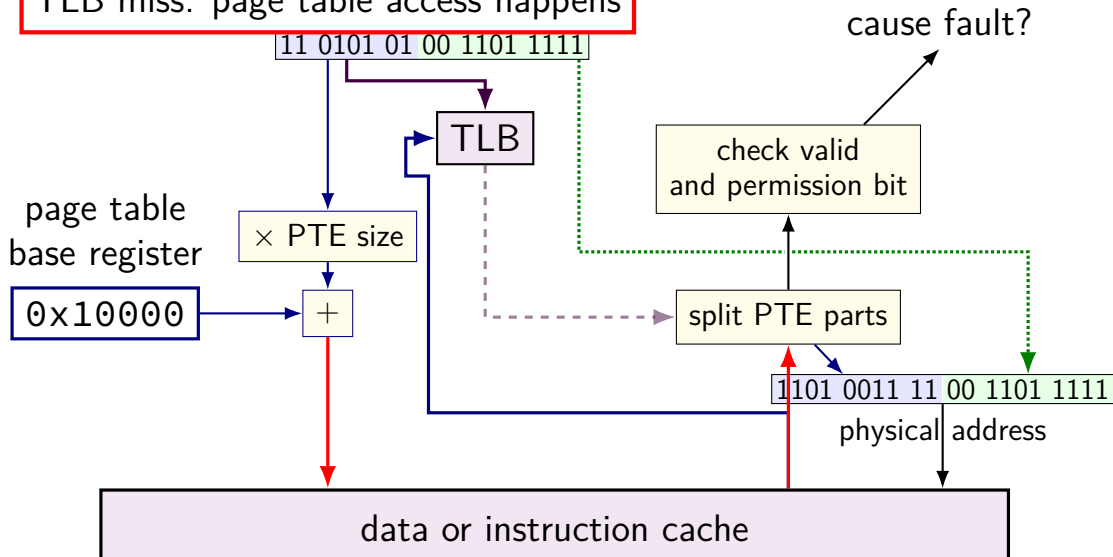 TLB miss: page table access happens
cause fault?
11 0101 01 00 1101 1111
TLB
check valid
and permission bit
page table
base register
× PTE size
0x10000
+
split PTE parts
1101 0011 11 00 1101 1111
physical address
data or instruction cache